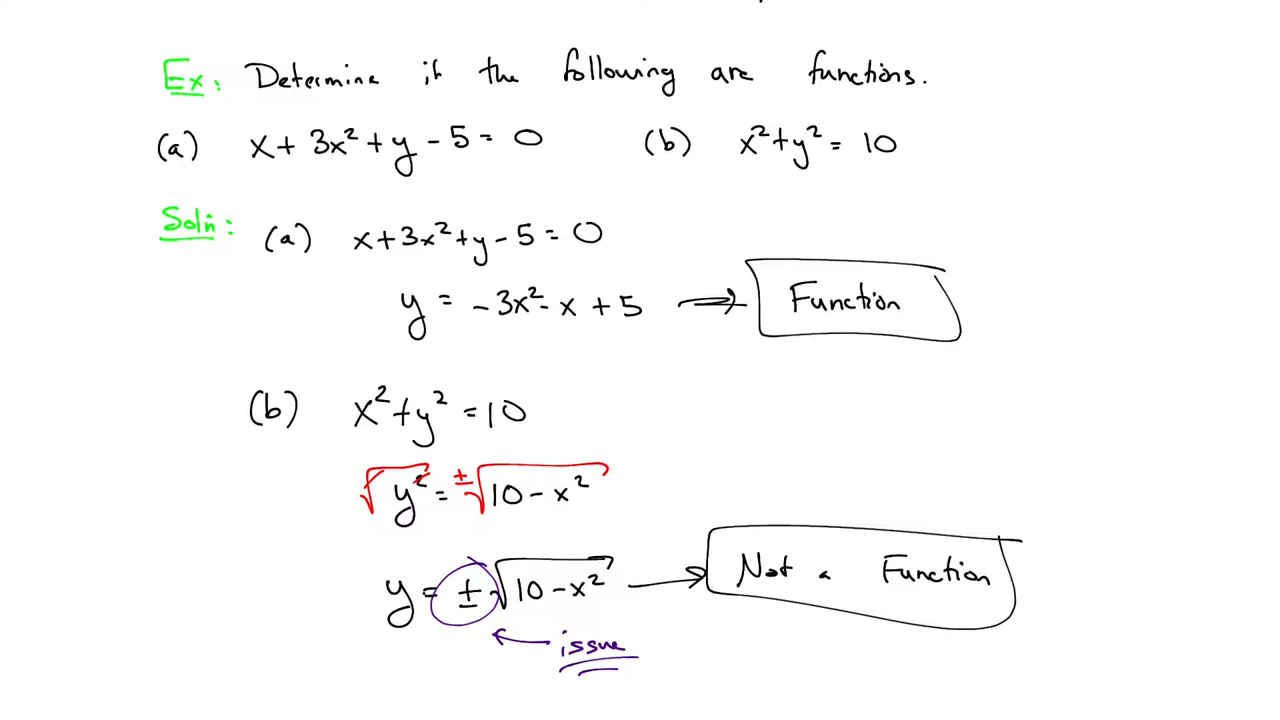 Ex: Determine if the following are functions.
(a) x + 3x² + y - 5 = 0 (b) x² + y² = 10
Soln: (a) x + 3x² + y - 5 = 0
y = -3x² - x + 5 → Function
(b) x² + y² = 10
√y² = ±√10 - x²
y = ±√10 - x² → Not a Function
← issue